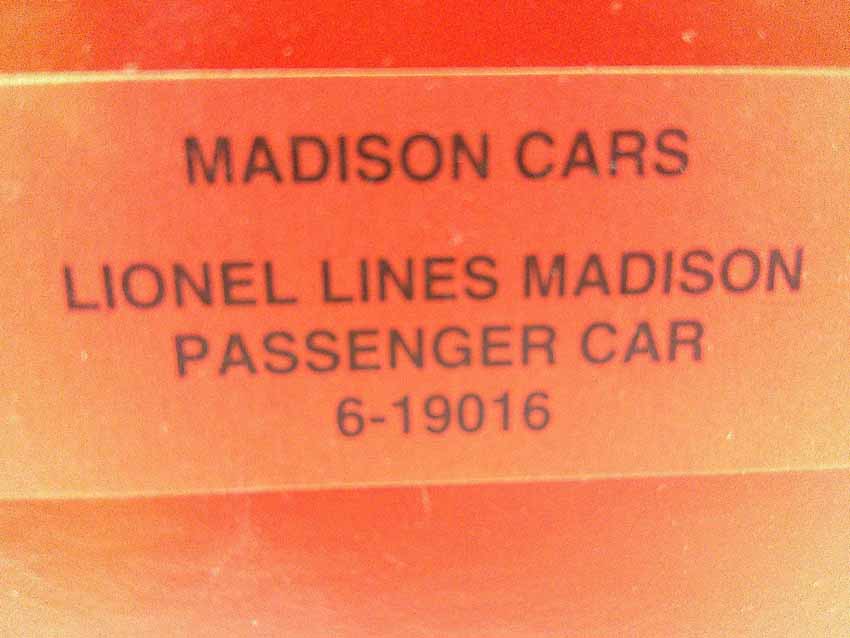 MADISON CARS
LIONEL LINES MADISON
PASSENGER CAR
6-19016